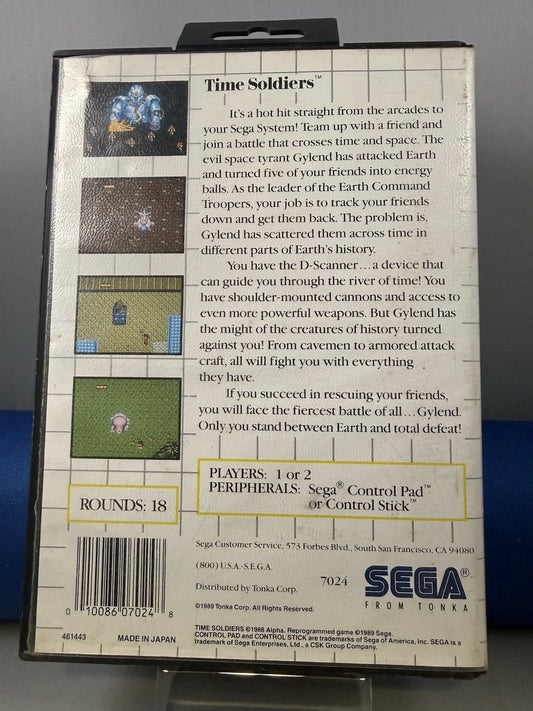 Time Soldiers™
It's a hot hit straight from the arcades to
your Sega System! Team up with a friend and
join a battle that crosses time and space. The
evil space tyrant Gylend has attacked Earth
and turned five of your friends into energy
balls. As the leader of the Earth Command
Troopers, your job is to track your friends
down and get them back. The problem is,
Gylend has scattered them across time in
different parts of Earth's history.
You have the D-Scanner...a device that
can guide you through the river of time! You
have shoulder-mounted cannons and access to
even more powerful weapons. But Gylend has
the might of the creatures of history turned
against you! From cavemen to armored attack
craft, all will fight you with everything
they have.
If you succeed in rescuing your friends,
you will face the fiercest battle of all...Gylend.
Only you stand between Earth and total defeat!
PLAYERS: 1 or 2
PERIPHERALS: Sega® Control Pad™
or Control Stick™
ROUNDS: 18
Sega Customer Service, 573 Forbes Blvd., South San Francisco, CA 94080
(800) U.S.A.-S.E.G.A.
Distributed by Tonka Corp.
7024
©1989 Tonka Corp. All Rights Reserved.
SEGA®
FROM TONKA
0 10086 07024 8
461443
MADE IN JAPAN
TIME SOLDIERS ©1988 Alpha. Reprogrammed game ©1989 Sega.
CONTROL PAD and CONTROL STICK are trademarks of Sega of America, Inc. SEGA is a
trademark of Sega Enterprises, Ltd., a CSK Group Company.